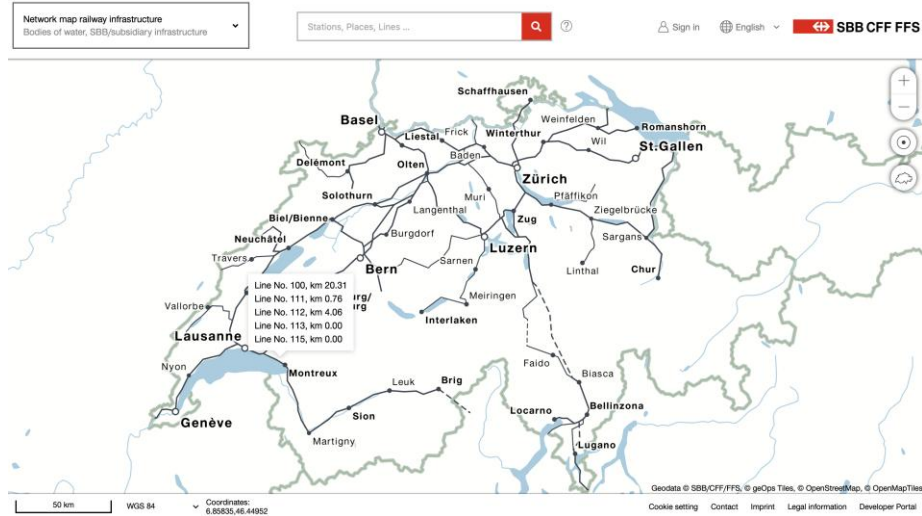 Network map railway infrastructure
Bodies of water, SBB/subsidiary infrastructure
Stations, Places, Lines ...
?
Sign in
English
SBB CFF FFS
Schaffhausen
Basel
Liestal
Frick
Winterthur
Weinfelden
Romanshorn
Wil
St.Gallen
Baden
Delémont
Olten
Zürich
Solothurn
Muri
Pfäffikon
Langenthal
Ziegelbrücke
Biel/Bienne
Zug
Burgdorf
Neuchâtel
Luzern
Sargans
Travers
Bern
Sarnen
Linthal
Chur
Line No. 100, km 20.31
Line No. 111, km 0.76
Line No. 112, km 4.06
Line No. 113, km 0.00
Line No. 115, km 0.00
urg/
urg
Meiringen
Vallorbe
Interlaken
Lausanne
Nyon
Montreux
Faido
Biasca
Leuk
Brig
Genève
Sion
Locarno
Bellinzona
Martigny
Lugano
+
−
Geodata © SBB/CFF/FFS, © geOps Tiles, © OpenStreetMap, © OpenMapTiles
50 km
WGS 84
Coordinates:
6.85835,46.44952
Cookie setting
Contact
Imprint
Legal information
Developer Portal